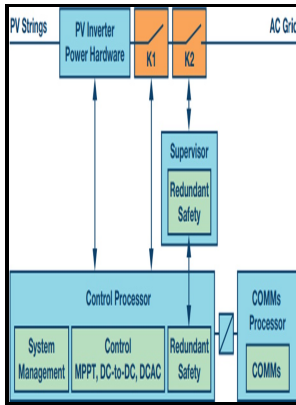 PV Strings
PV Inverter
Power Hardware
K1
K2
AC Grid
Supervisor
Redundant
Safety
Control Processor
System
Management
Control
MPPT, DC-to-DC, DCAC
Redundant
Safety
COMMs
Processor
COMMs